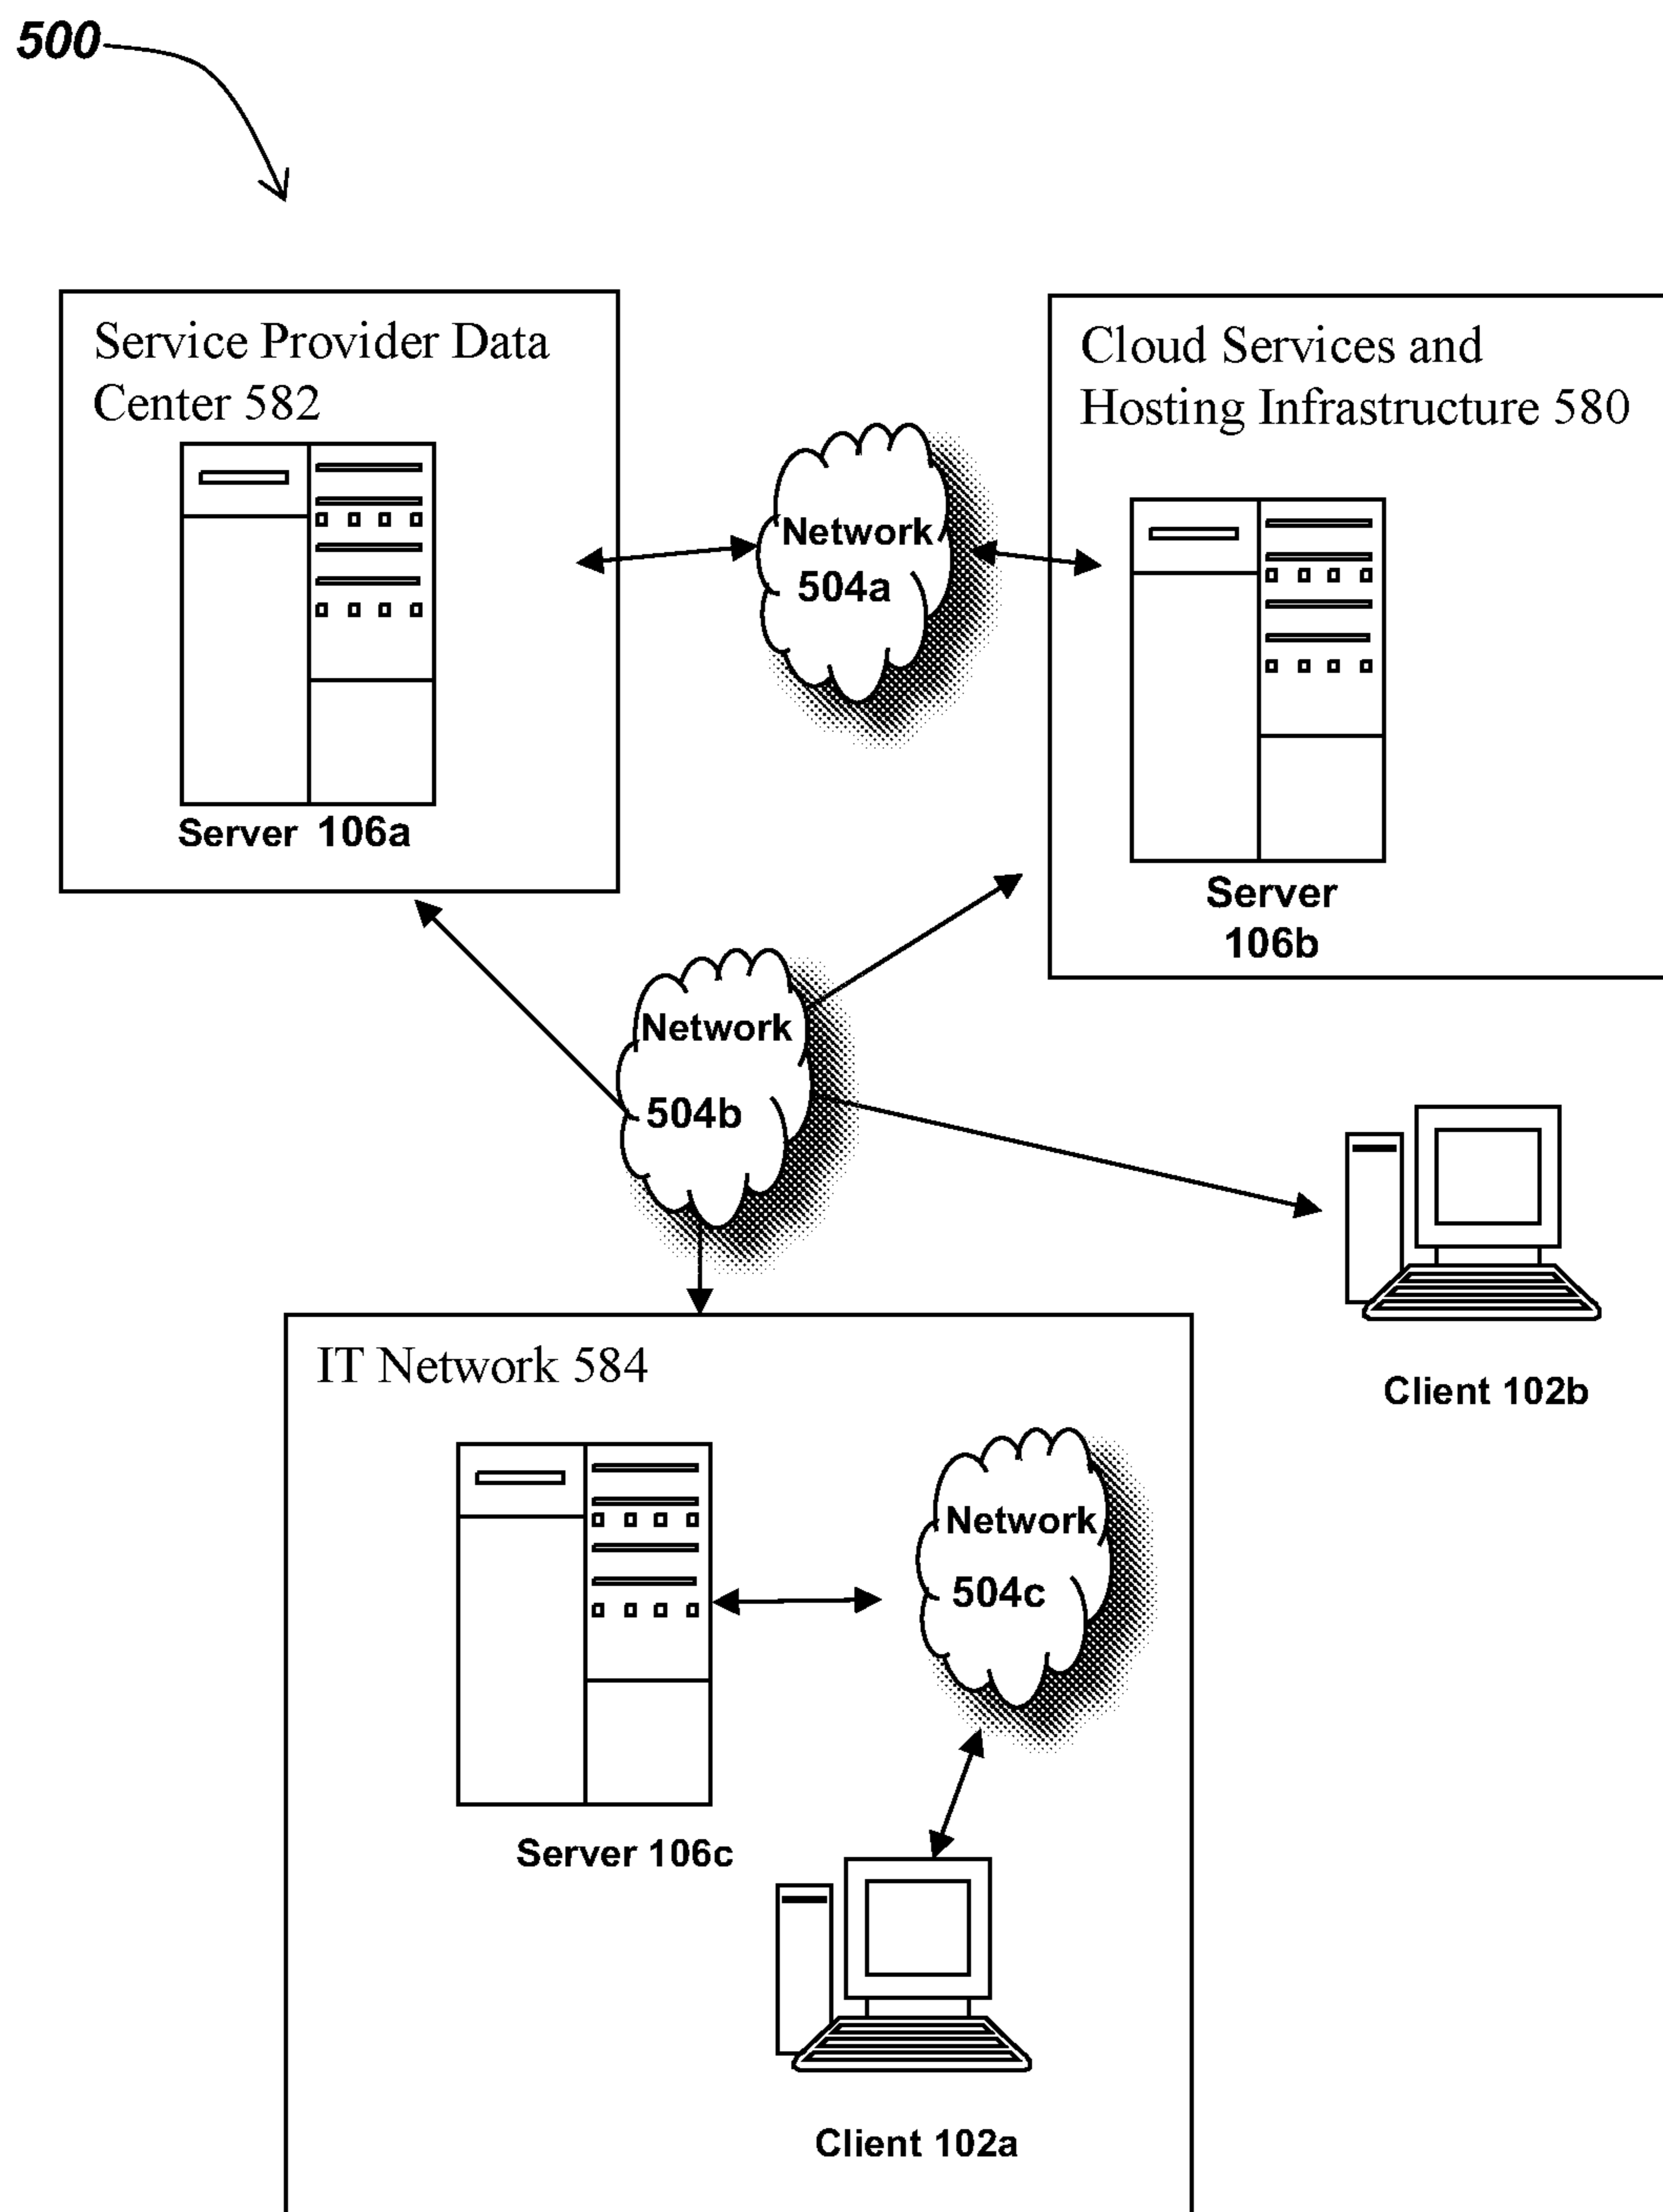 500
Service Provider Data
Center 582
Cloud Services and
Hosting Infrastructure 580
Network
504a
Server 106a
Server
106b
Network
504b
Client 102b
IT Network 584
Network
504c
Server 106c
Client 102a